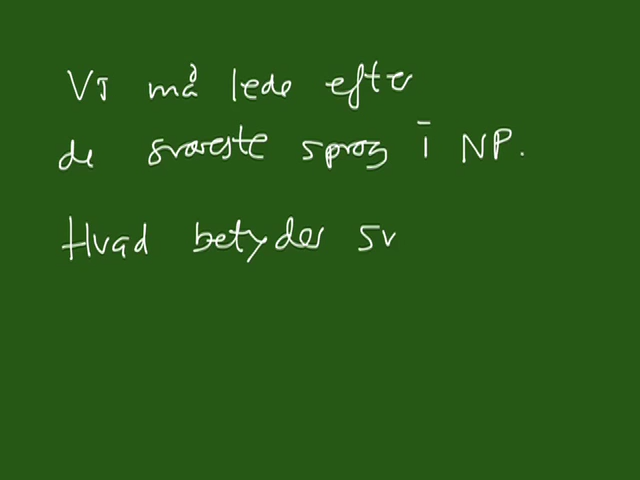 Vi må lede efter
de sværeste sprog i NP.
Hvad betyder sv